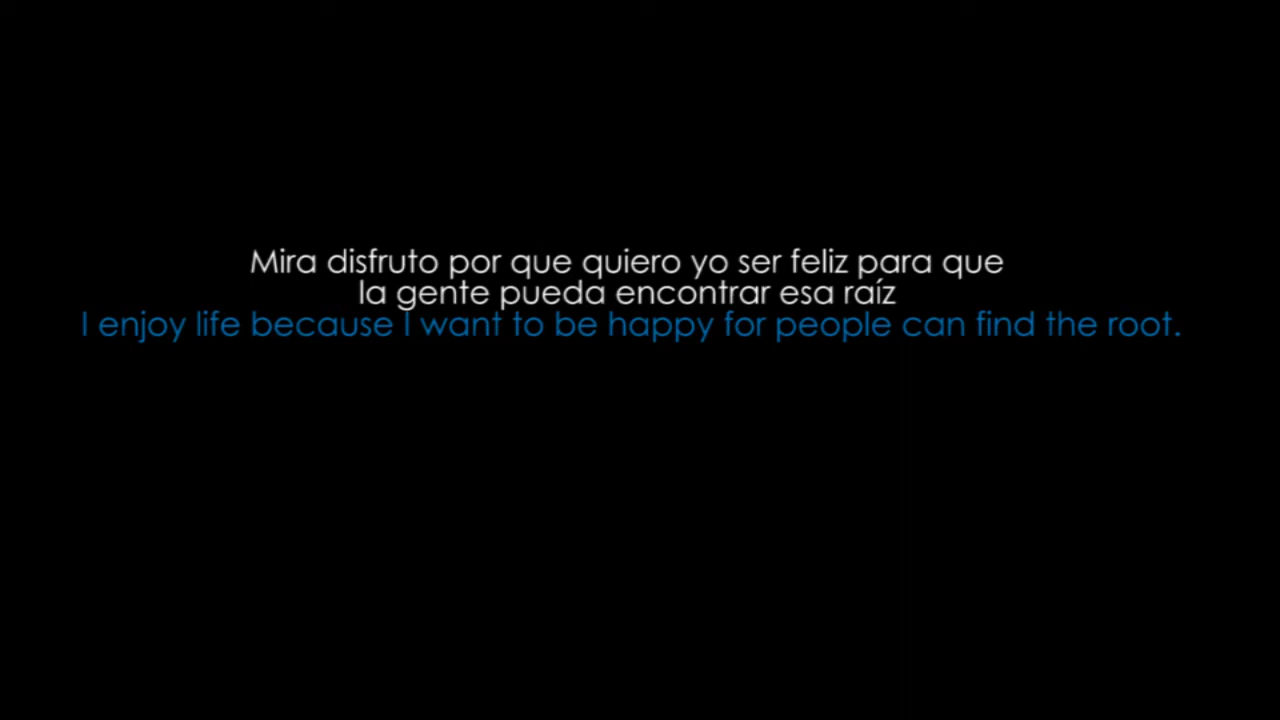 Mira disfruto por que quiero yo ser feliz para que
la gente pueda encontrar esa raíz
I enjoy life because I want to be happy for people can find the root.